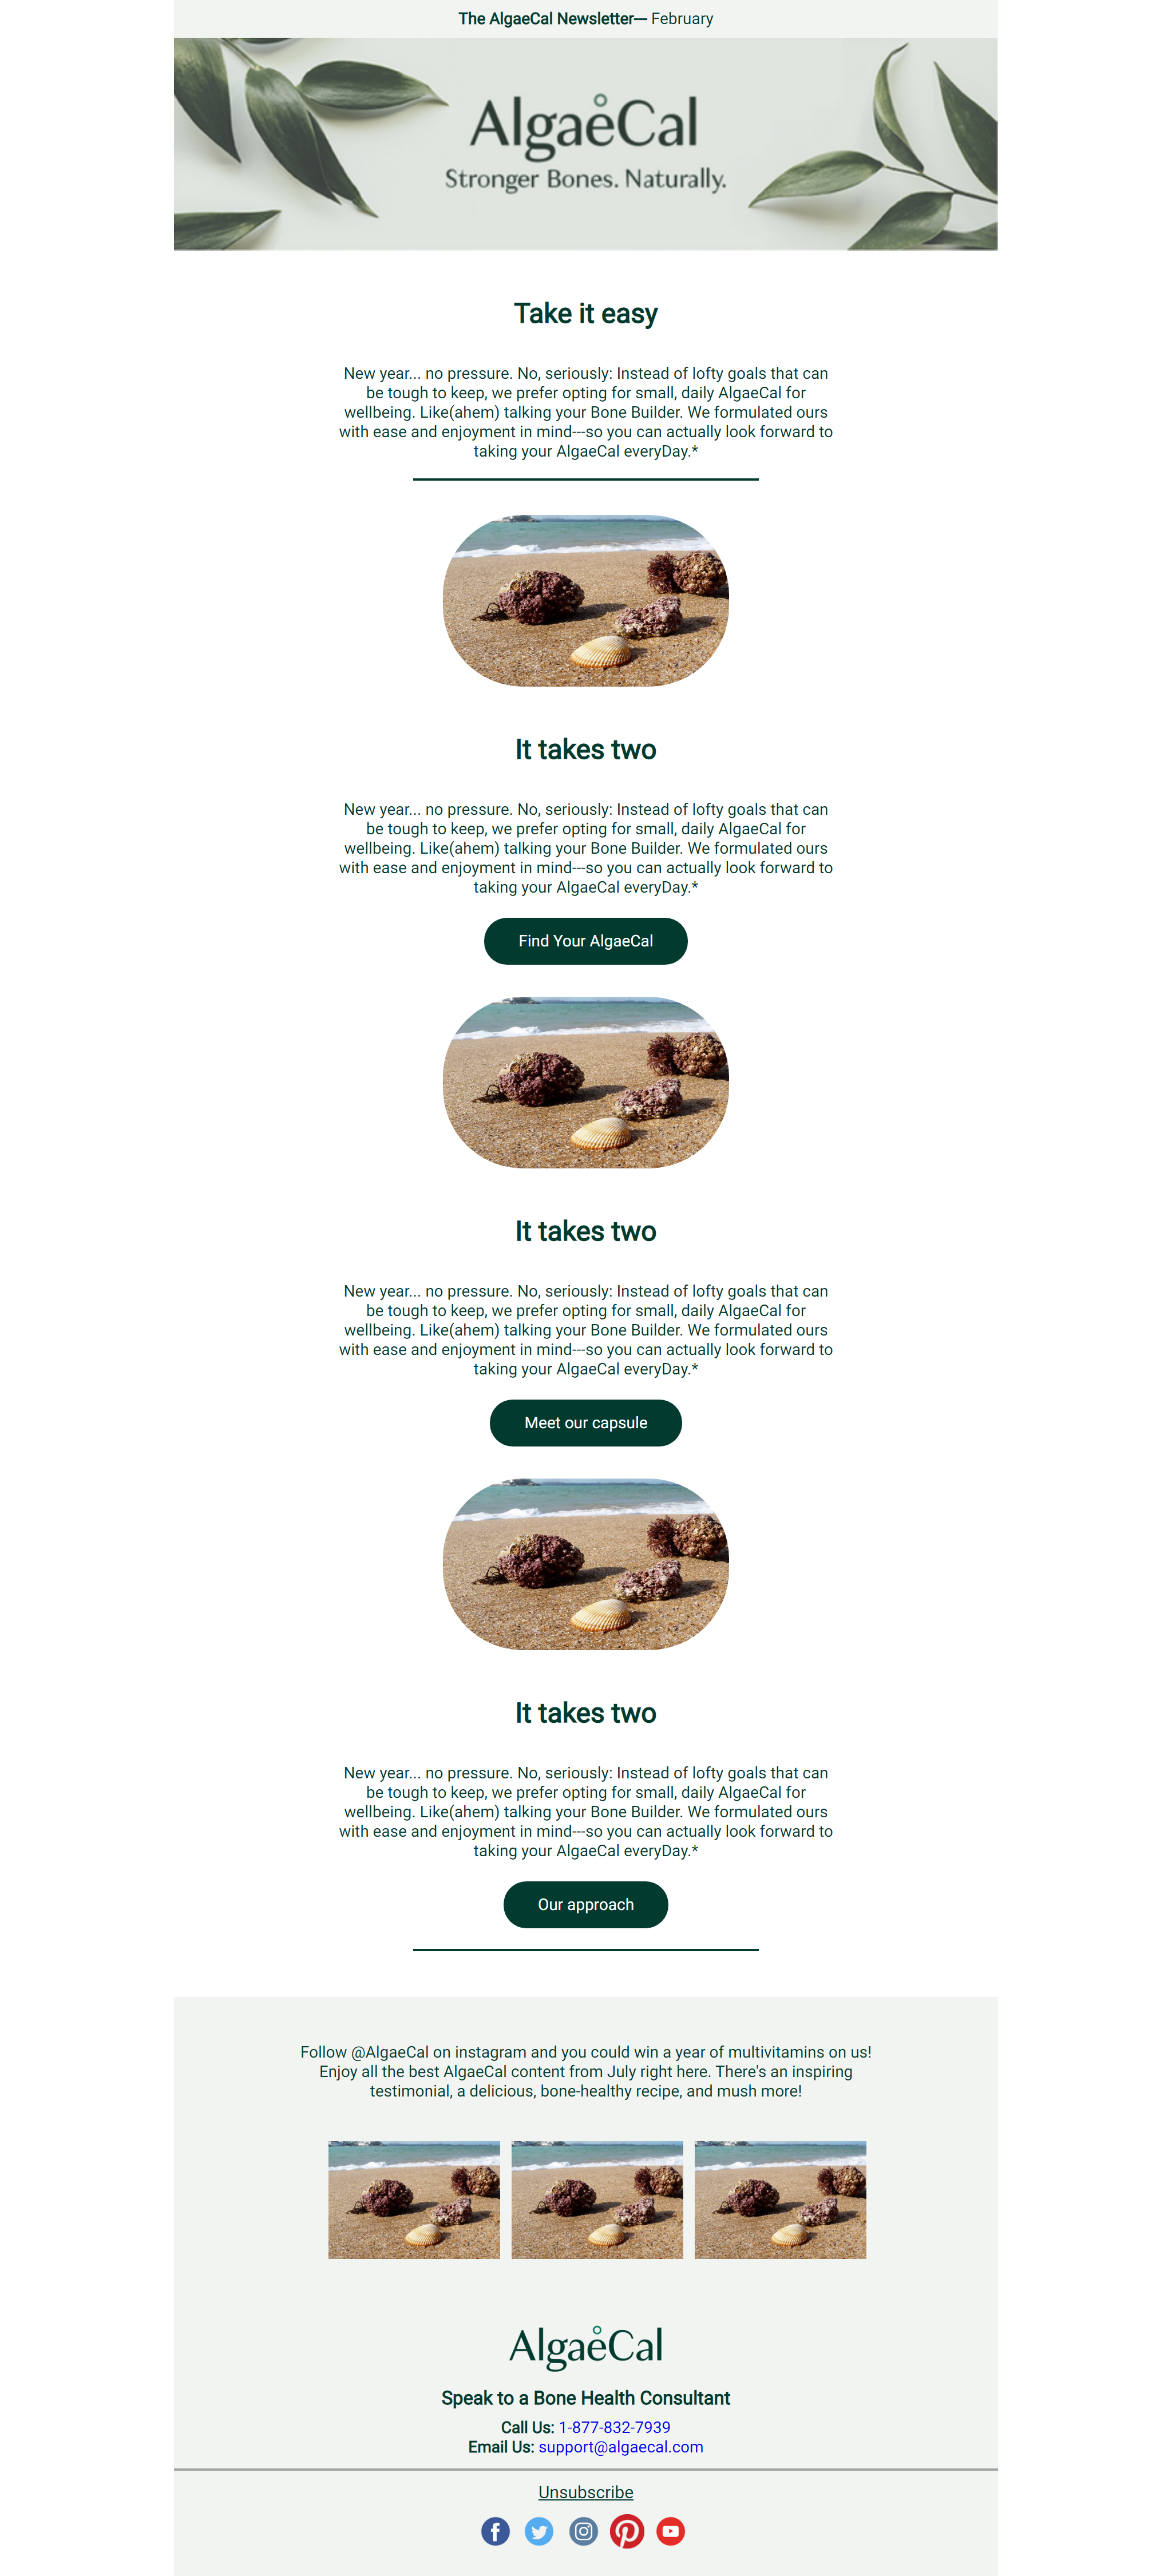 The AlgaeCal Newsletter--- February
AlgaeCal
Stronger Bones. Naturally.
Take it easy
New year... no pressure. No, seriously: Instead of lofty goals that can
be tough to keep, we prefer opting for small, daily AlgaeCal for
wellbeing. Like(ahem) talking your Bone Builder. We formulated ours
with ease and enjoyment in mind---so you can actually look forward to
taking your AlgaeCal everyDay.*
It takes two
New year... no pressure. No, seriously: Instead of lofty goals that can
be tough to keep, we prefer opting for small, daily AlgaeCal for
wellbeing. Like(ahem) talking your Bone Builder. We formulated ours
with ease and enjoyment in mind---so you can actually look forward to
taking your AlgaeCal everyDay.*
Find Your AlgaeCal
It takes two
New year... no pressure. No, seriously: Instead of lofty goals that can
be tough to keep, we prefer opting for small, daily AlgaeCal for
wellbeing. Like(ahem) talking your Bone Builder. We formulated ours
with ease and enjoyment in mind---so you can actually look forward to
taking your AlgaeCal everyDay.*
Meet our capsule
It takes two
New year... no pressure. No, seriously: Instead of lofty goals that can
be tough to keep, we prefer opting for small, daily AlgaeCal for
wellbeing. Like(ahem) talking your Bone Builder. We formulated ours
with ease and enjoyment in mind---so you can actually look forward to
taking your AlgaeCal everyDay.*
Our approach
Follow @AlgaeCal on instagram and you could win a year of multivitamins on us!
Enjoy all the best AlgaeCal content from July right here. There's an inspiring
testimonial, a delicious, bone-healthy recipe, and mush more!
AlgaeCal
Speak to a Bone Health Consultant
Call Us: 1-877-832-7939
Email Us: support@algaecal.com
Unsubscribe